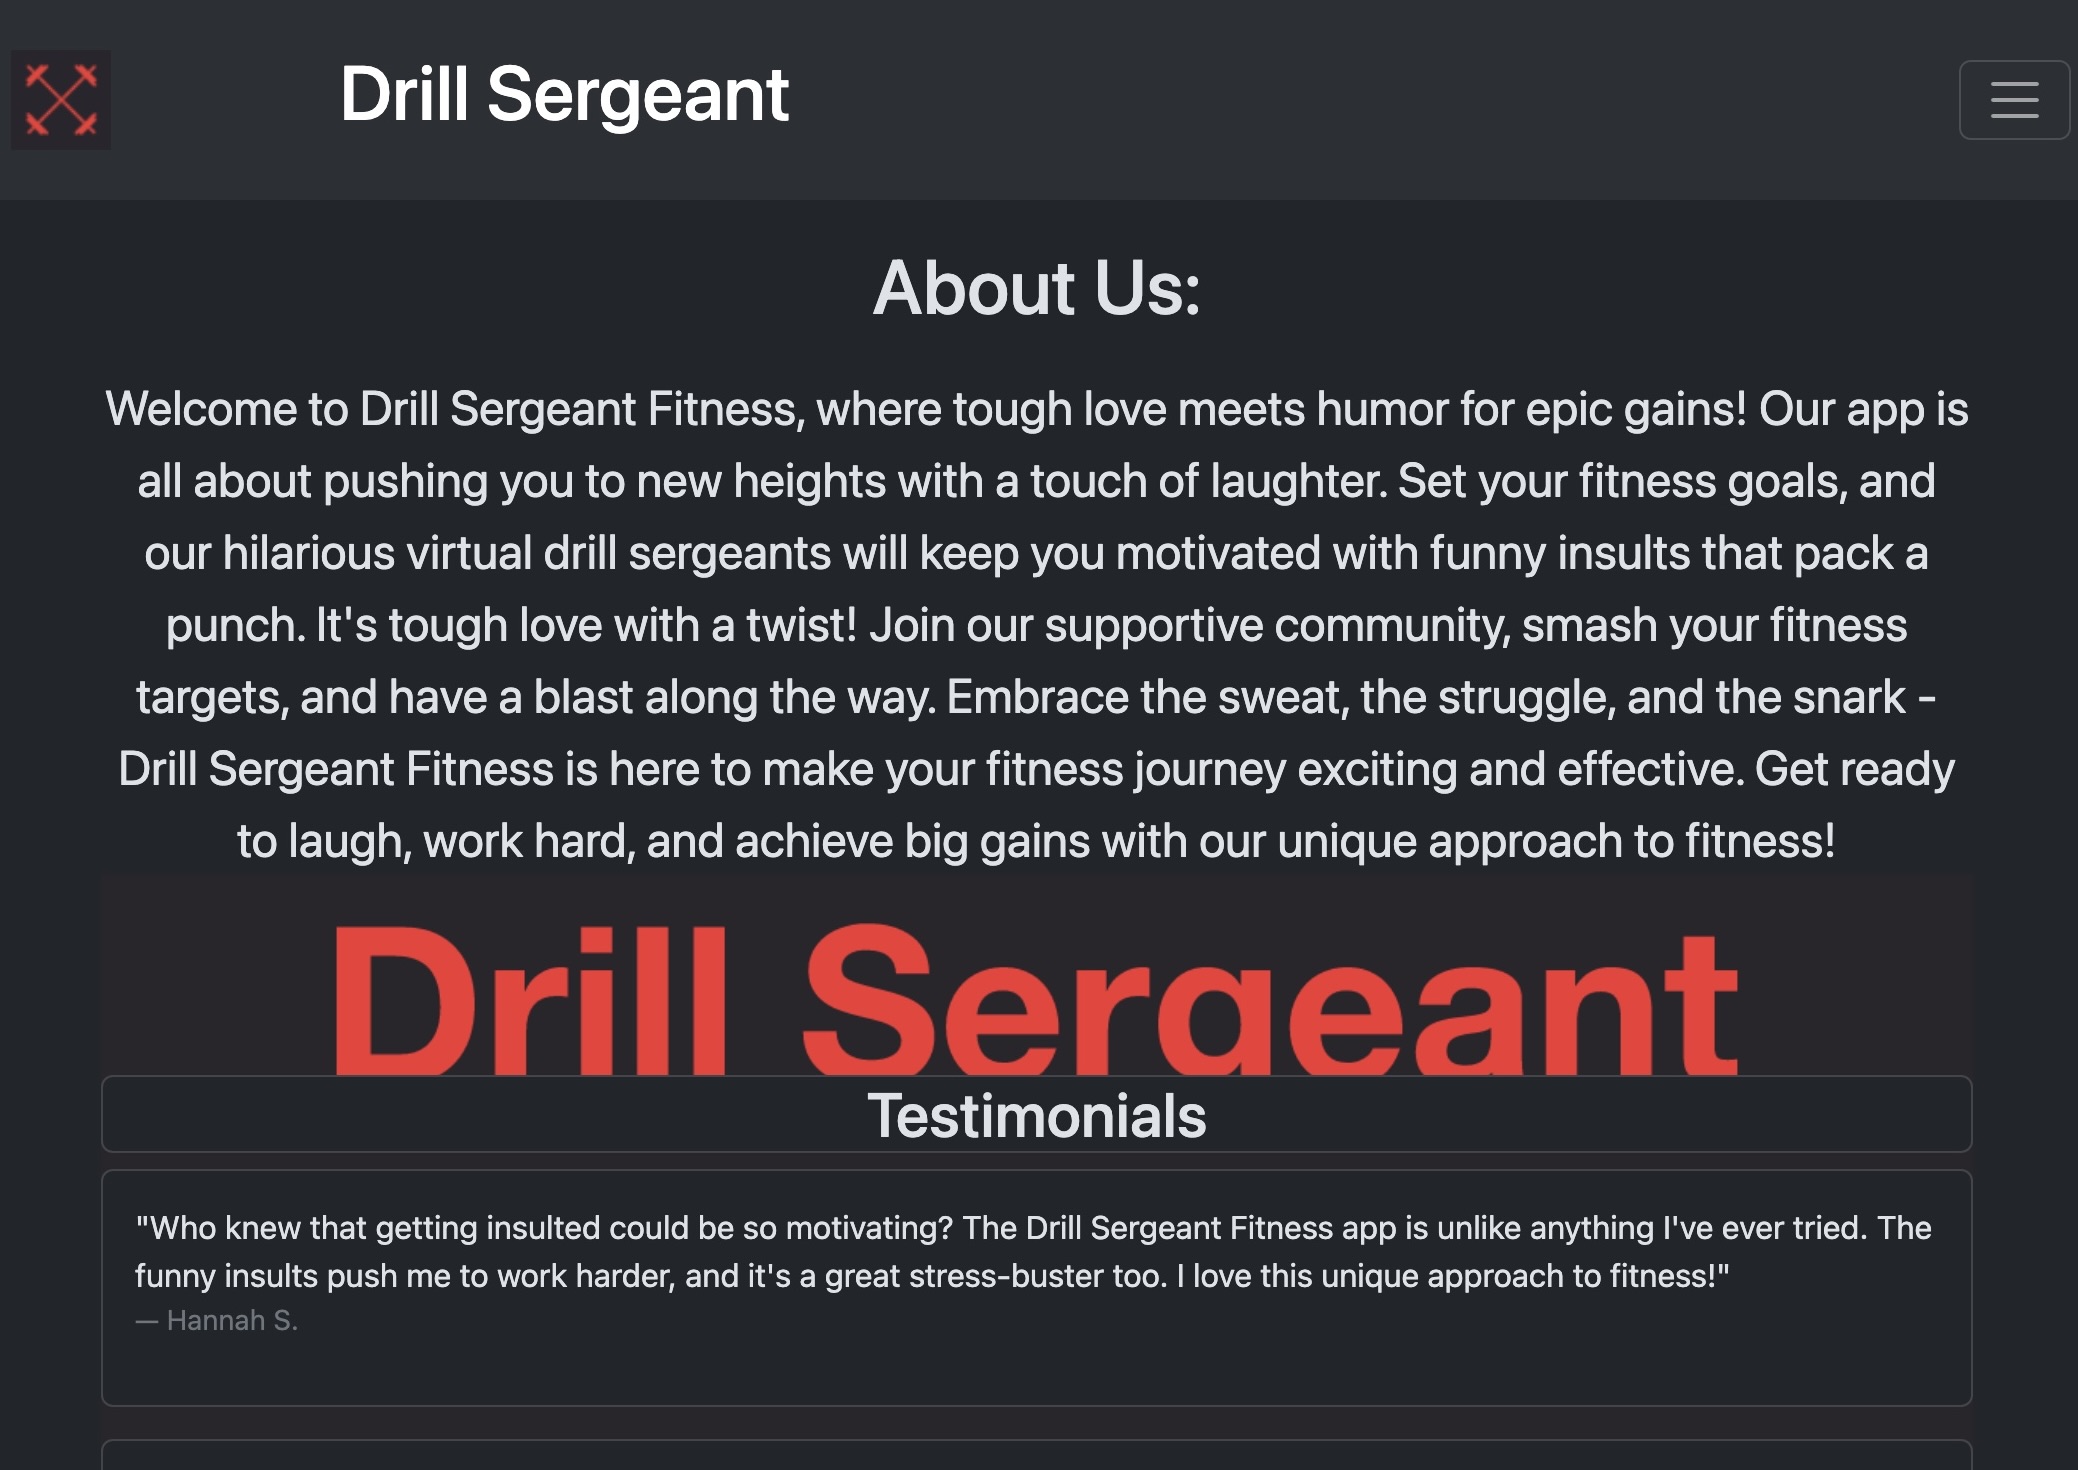 Drill Sergeant
About Us:
Welcome to Drill Sergeant Fitness, where tough love meets humor for epic gains! Our app is
all about pushing you to new heights with a touch of laughter. Set your fitness goals, and
our hilarious virtual drill sergeants will keep you motivated with funny insults that pack a
punch. It's tough love with a twist! Join our supportive community, smash your fitness
targets, and have a blast along the way. Embrace the sweat, the struggle, and the snark -
Drill Sergeant Fitness is here to make your fitness journey exciting and effective. Get ready
to laugh, work hard, and achieve big gains with our unique approach to fitness!
Drill Sergeant
Testimonials
"Who knew that getting insulted could be so motivating? The Drill Sergeant Fitness app is unlike anything I've ever tried. The
funny insults push me to work harder, and it's a great stress-buster too. I love this unique approach to fitness!"
— Hannah S.